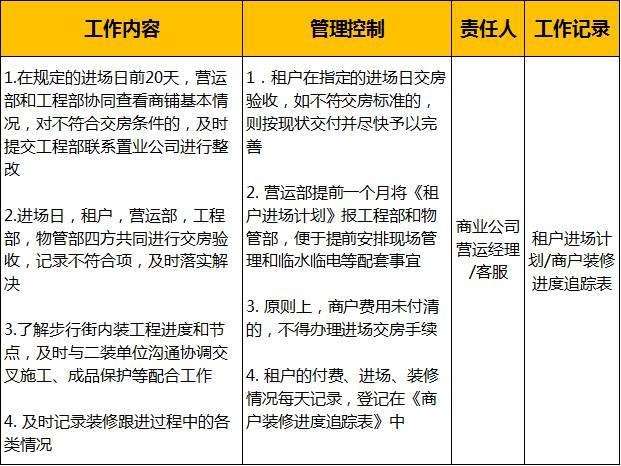 工作内容
管理控制
责任人
工作记录
1.在规定的进场日前20天，营运
部和工程部协同查看商铺基本情
况，对不符合交房条件的，及时
提交工程部联系置业公司进行整
改
2.进场日，租户，营运部，工程
部，物管部四方共同进行交房验
收，记录不符合项，及时落实解
决
3.了解步行街内装工程进度和节
点，及时与二装单位沟通协调交
叉施工、成品保护等配合工作
4. 及时记录装修跟进过程中的各
类情况
1．租户在指定的进场日交房
验收，如不符交房标准的，
则按现状交付并尽快予以完
善
2. 营运部提前一个月将《租
户进场计划》报工程部和物
管部，便于提前安排现场管
理和临水临电等配套事宜
3. 原则上，商户费用未付清
的，不得办理进场交房手续
4. 租户的付费、进场、装修
情况每天记录，登记在《商
户装修进度追踪表》中
商业公司
营运经理
/客服
租户进场计
划/商户装修
进度追踪表